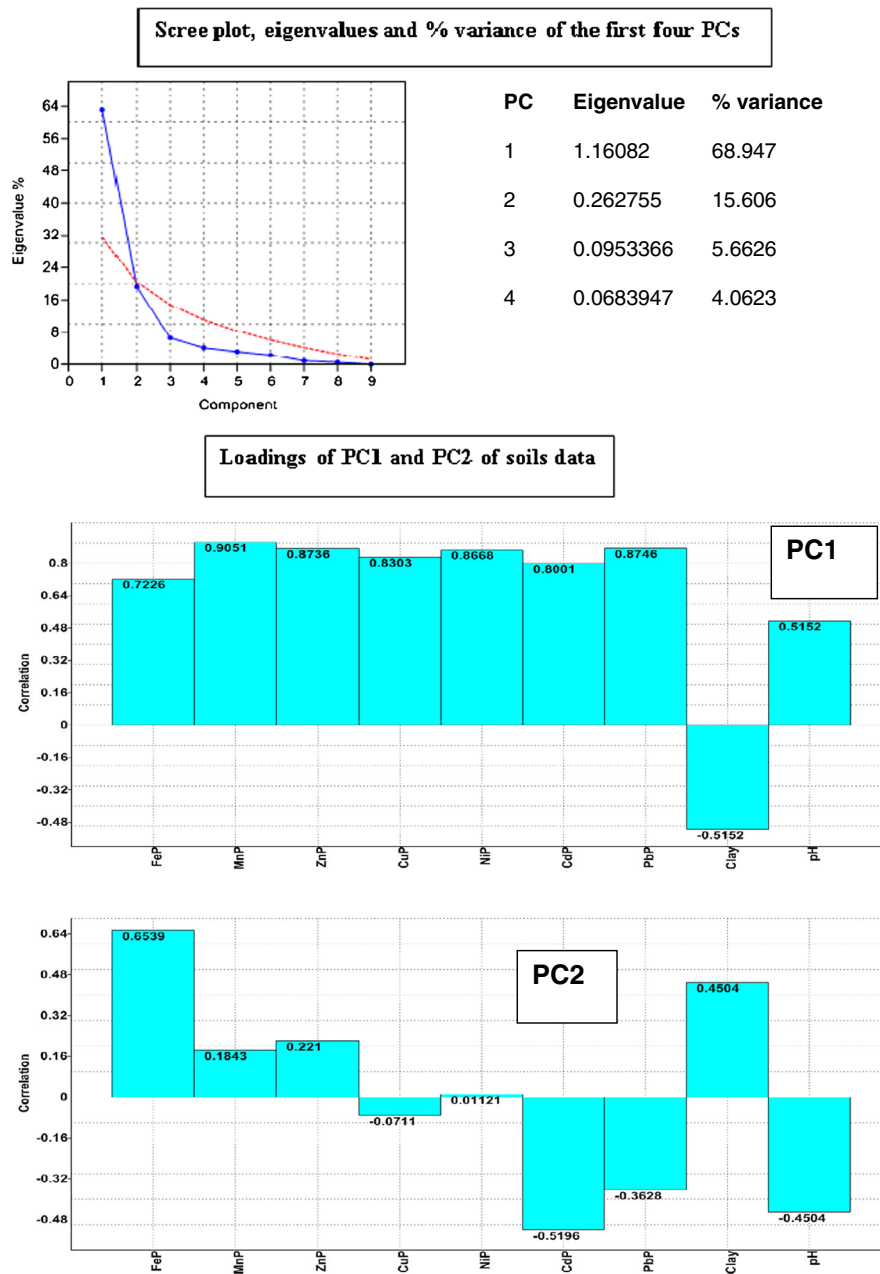 Scree plot, eigenvalues and % variance of the first four PCs
64
56
48
40
32
24
16
8
0
Eigenvalue %
0 1 2 3 4 5 6 7 8 9
Component
PC Eigenvalue % variance
1 1.16082 68.947
2 0.262755 15.606
3 0.0953366 5.6626
4 0.0683947 4.0623
Loadings of PC1 and PC2 of soils data
PC1
0.8
0.64
0.48
0.32
0.16
0
-0.16
-0.32
-0.48
Correlation
0.7226 0.9051 0.8736 0.8303 0.8668 0.8001 0.8746 -0.5152 0.5152
FeP MnP ZnP CuP NiP CdP PbP Clay pH
PC2
0.64
0.48
0.32
0.16
0
-0.16
-0.32
-0.48
Correlation
0.6539 0.1843 0.221 -0.0711 0.01121 -0.5196 -0.3628 0.4504 -0.4504
FeP MnP ZnP CuP NiP CdP PbP Clay pH